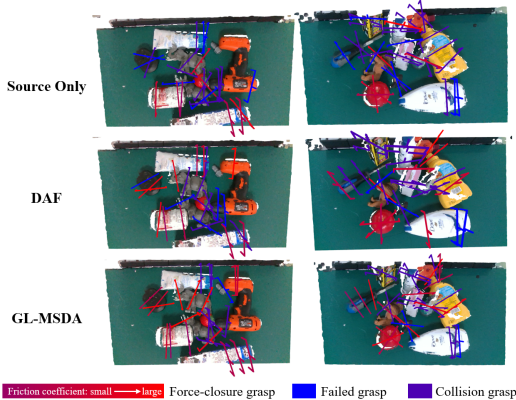 Source Only
DAF
GL-MSDA
Friction coefficient: small → large Force-closure grasp Failed grasp Collision grasp